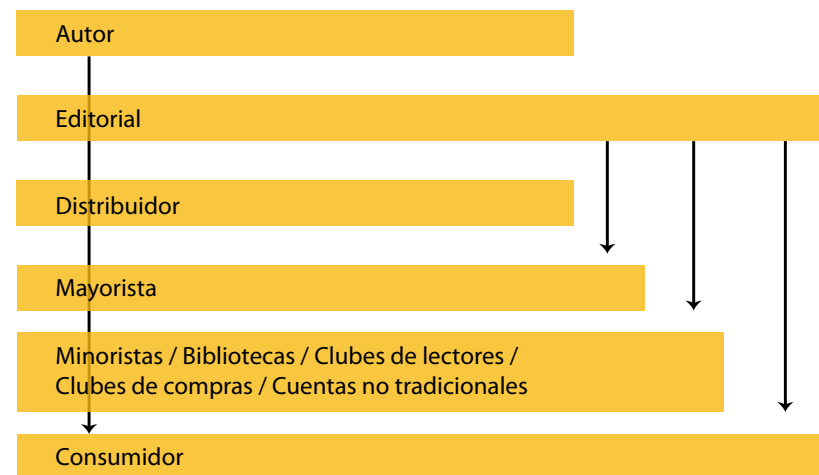 Autor
Editorial
Distribuidor
Mayorista
Minoristas / Bibliotecas / Clubes de lectores /
Clubes de compras / Cuentas no tradicionales
Consumidor